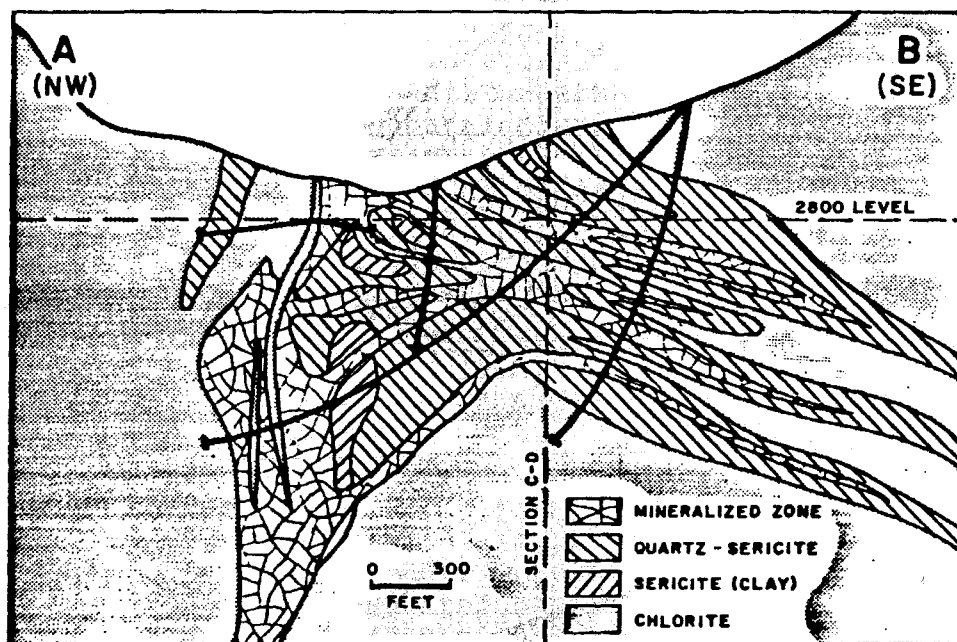 A
(NW)
B
(SE)
2800 LEVEL
SECTION C-D
0 300
FEET
MINERALIZED ZONE
QUARTZ - SERICITE
SERICITE (CLAY)
CHLORITE